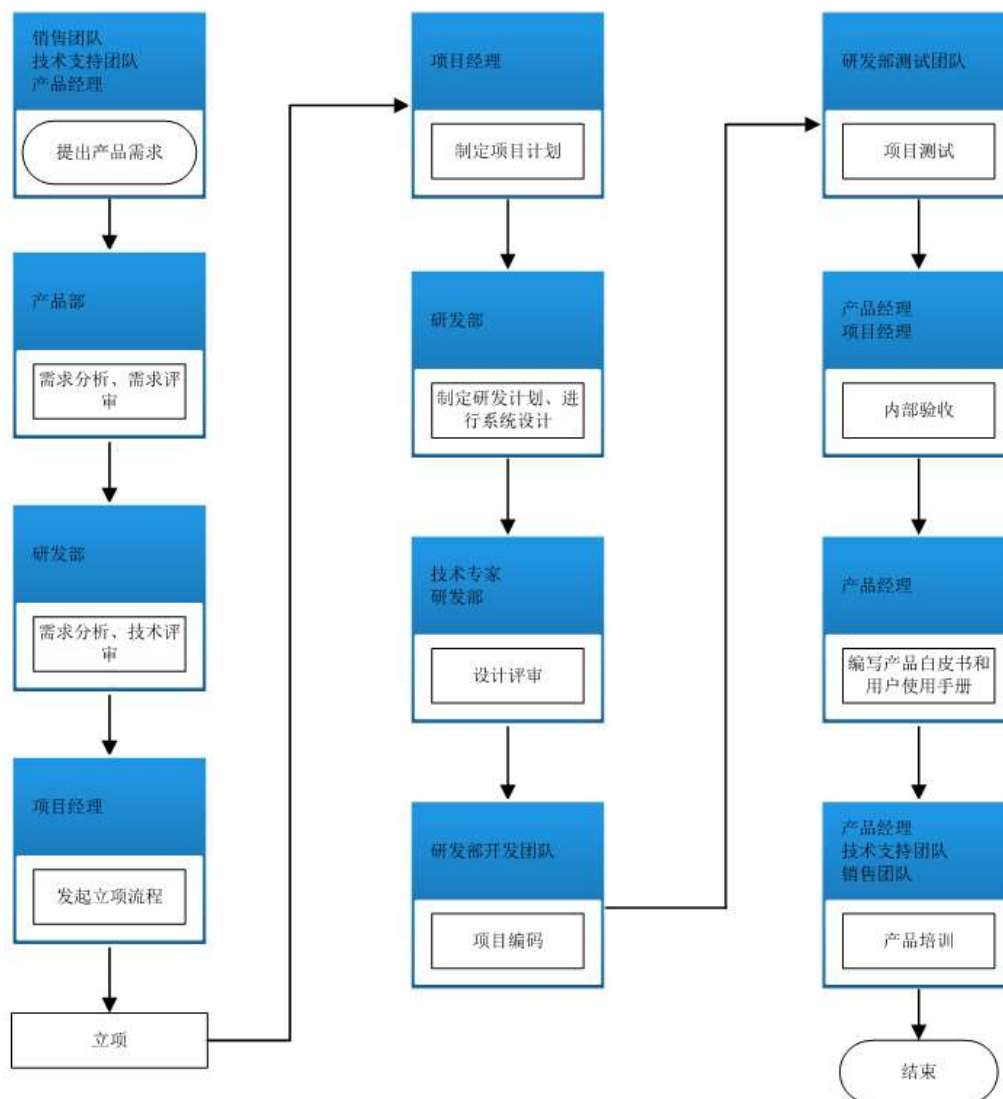 销售团队
技术支持团队
产品经理
提出产品需求
产品部
需求分析、需求评
审
研发部
需求分析、技术评
审
项目经理
发起立项流程
立项
项目经理
制定项目计划
研发部
制定研发计划、进
行系统设计
技术专家
研发部
设计评审
研发部开发团队
项目编码
研发部测试团队
项目测试
产品经理
项目经理
内部验收
产品经理
编写产品白皮书和
用户使用手册
产品经理
技术支持团队
销售团队
产品培训
结束